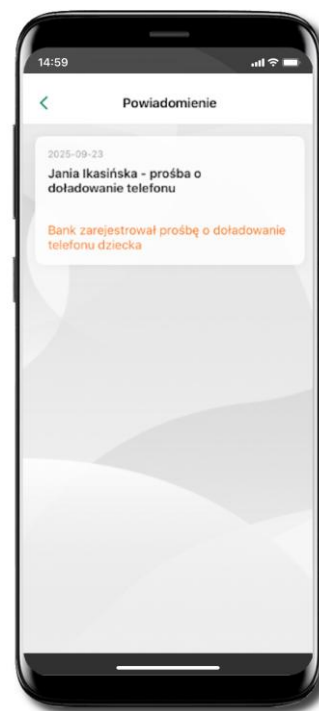 14:59
Powiadomienie
2025-09-23
Jania Ikasińska - prośba o
doładowanie telefonu
Bank zarejestrował prośbę o doładowanie
telefonu dziecka